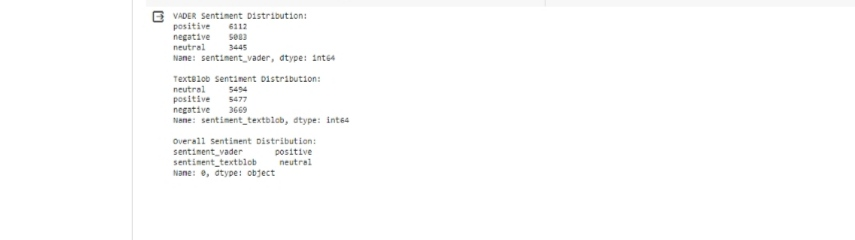 VADER Sentiment Distribution:
positive    6112
negative    5083
neutral     3445
Name: sentiment_vader, dtype: int64
TextBlob Sentiment Distribution:
neutral     5494
positive    5477
negative    3669
Name: sentiment_textblob, dtype: int64
Overall Sentiment Distribution:
sentiment_vader       positive
sentiment_textblob     neutral
Name: 0, dtype: object